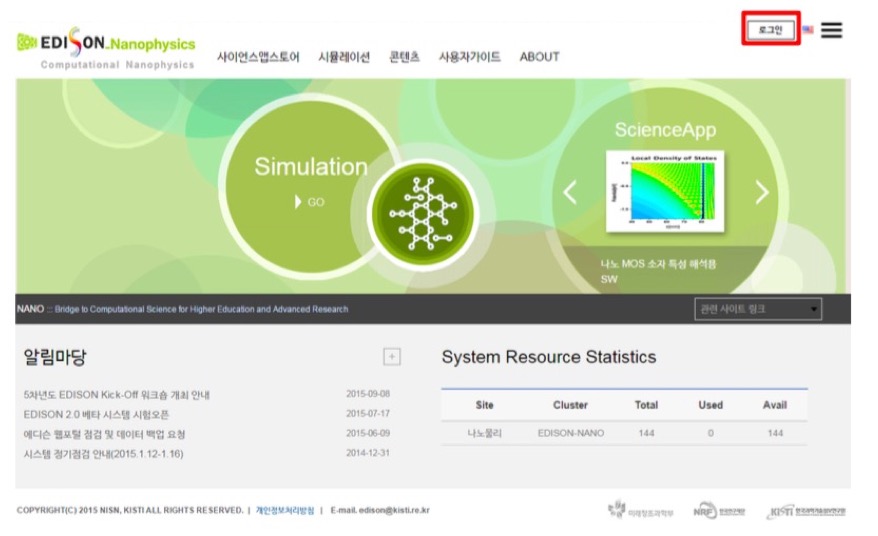 로그인
EDISON_Nanophysics
Computational Nanophysics
사이언스앱스토어 시뮬레이션 콘텐츠 사용자가이드 ABOUT
Simulation
GO
ScienceApp
Local Density of States
나노 MOS 소자 특성 해석용
SW
NANO :: Bridge to Computational Science for Higher Education and Advanced Research
관련 사이트 링크
알림마당 +
5차년도 EDISON Kick-Off 워크숍 개최 안내 2015-09-08
EDISON 2.0 베타 시스템 시험오픈 2015-07-17
에디슨 웹포털 점검 및 데이터 백업 요청 2015-06-09
시스템 정기점검 안내(2015.1.12-1.16) 2014-12-31
System Resource Statistics
Site Cluster Total Used Avail
나노물리 EDISON-NANO 144 0 144
COPYRIGHT(C) 2015 NISN, KISTI ALL RIGHTS RESERVED. | 개인정보처리방침 | E-mail. edison@kisti.re.kr
미래창조과학부 NRF 한국연구재단 KISTI 한국과학기술정보연구원